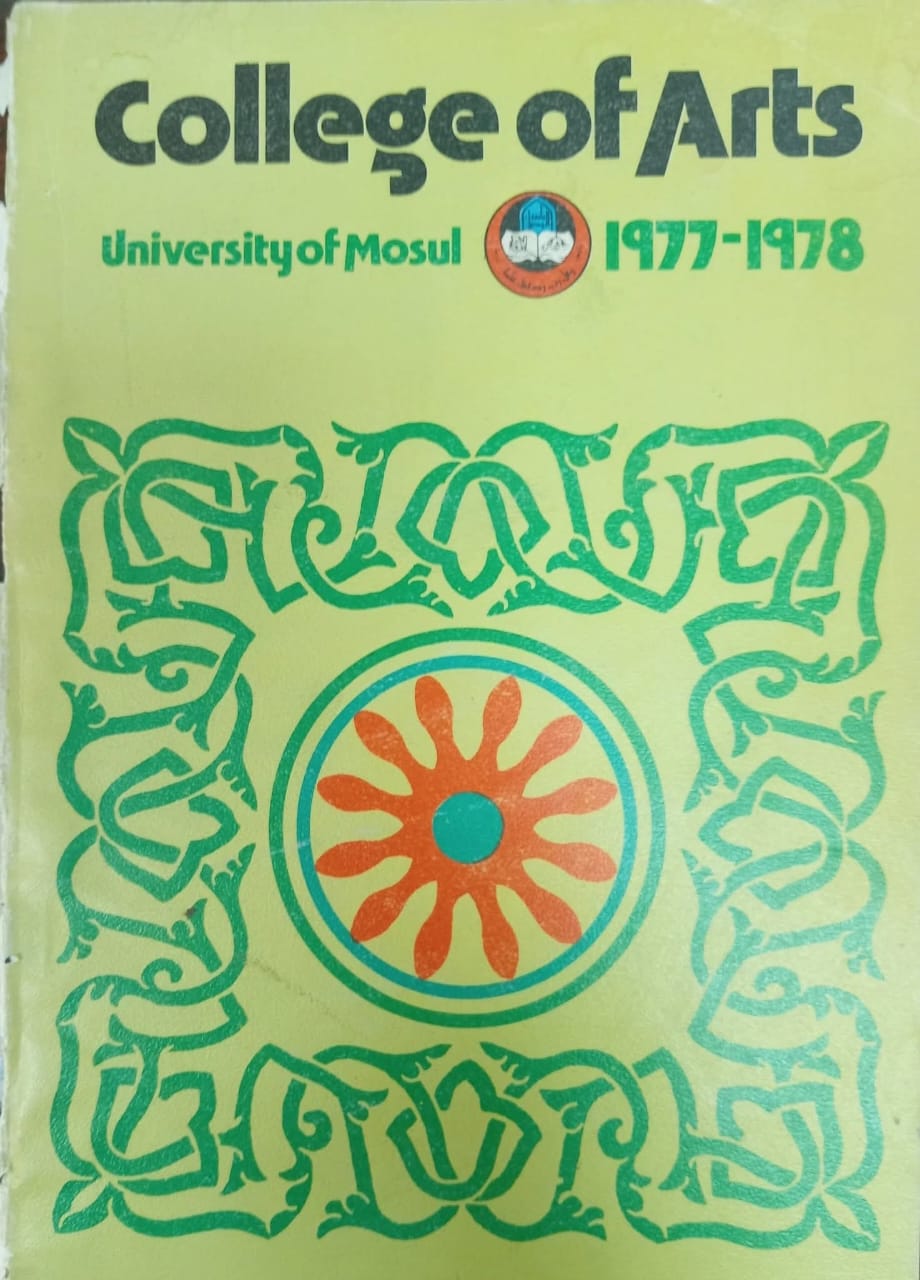 College of Arts
University of Mosul 1977-1978